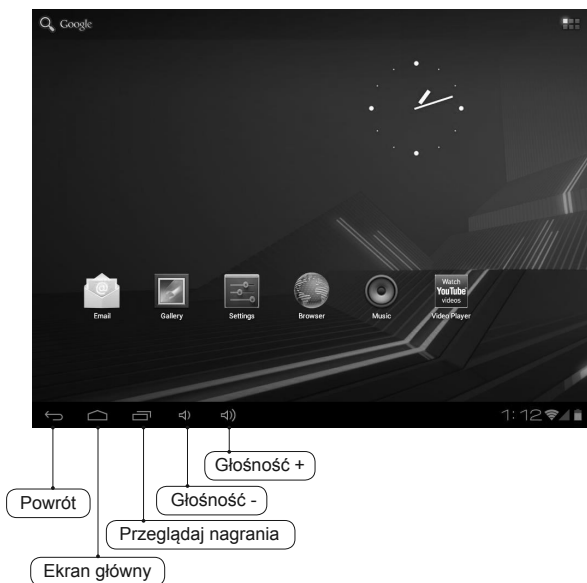 Google
Email Gallery Settings Browser Music Video Player
Watch
YouTube
videos
1:12
Głośność +
Powrót
Głośność -
Przeglądaj nagrania
Ekran główny